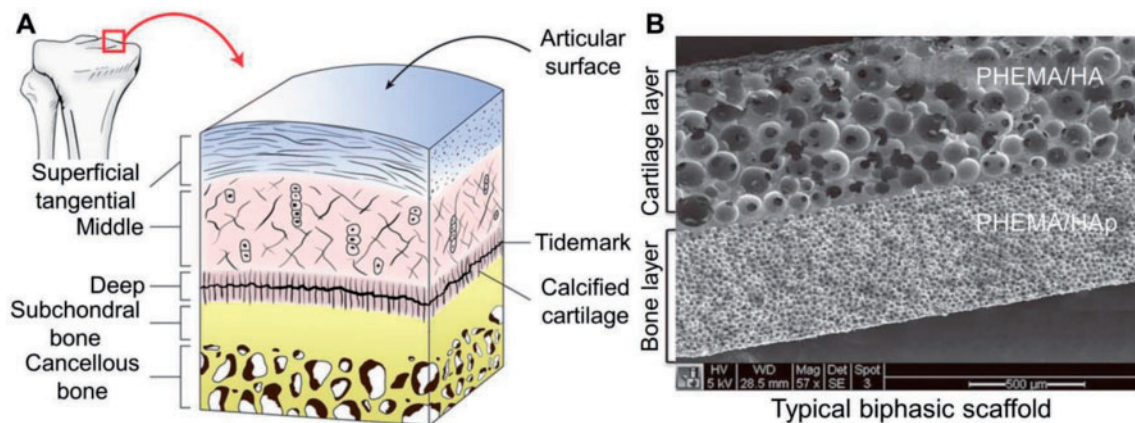 A
Articular
surface
Superficial
tangential
Middle
Deep
Subchondral
bone
Cancellous
bone
Tidemark
Calcified
cartilage
B
Cartilage layer
Bone layer
PHEMA/HA
PHEMA/HAp
HV WD Mag Det Spot
5 kV 28.5 mm 57 x SE 3 500 μm
Typical biphasic scaffold